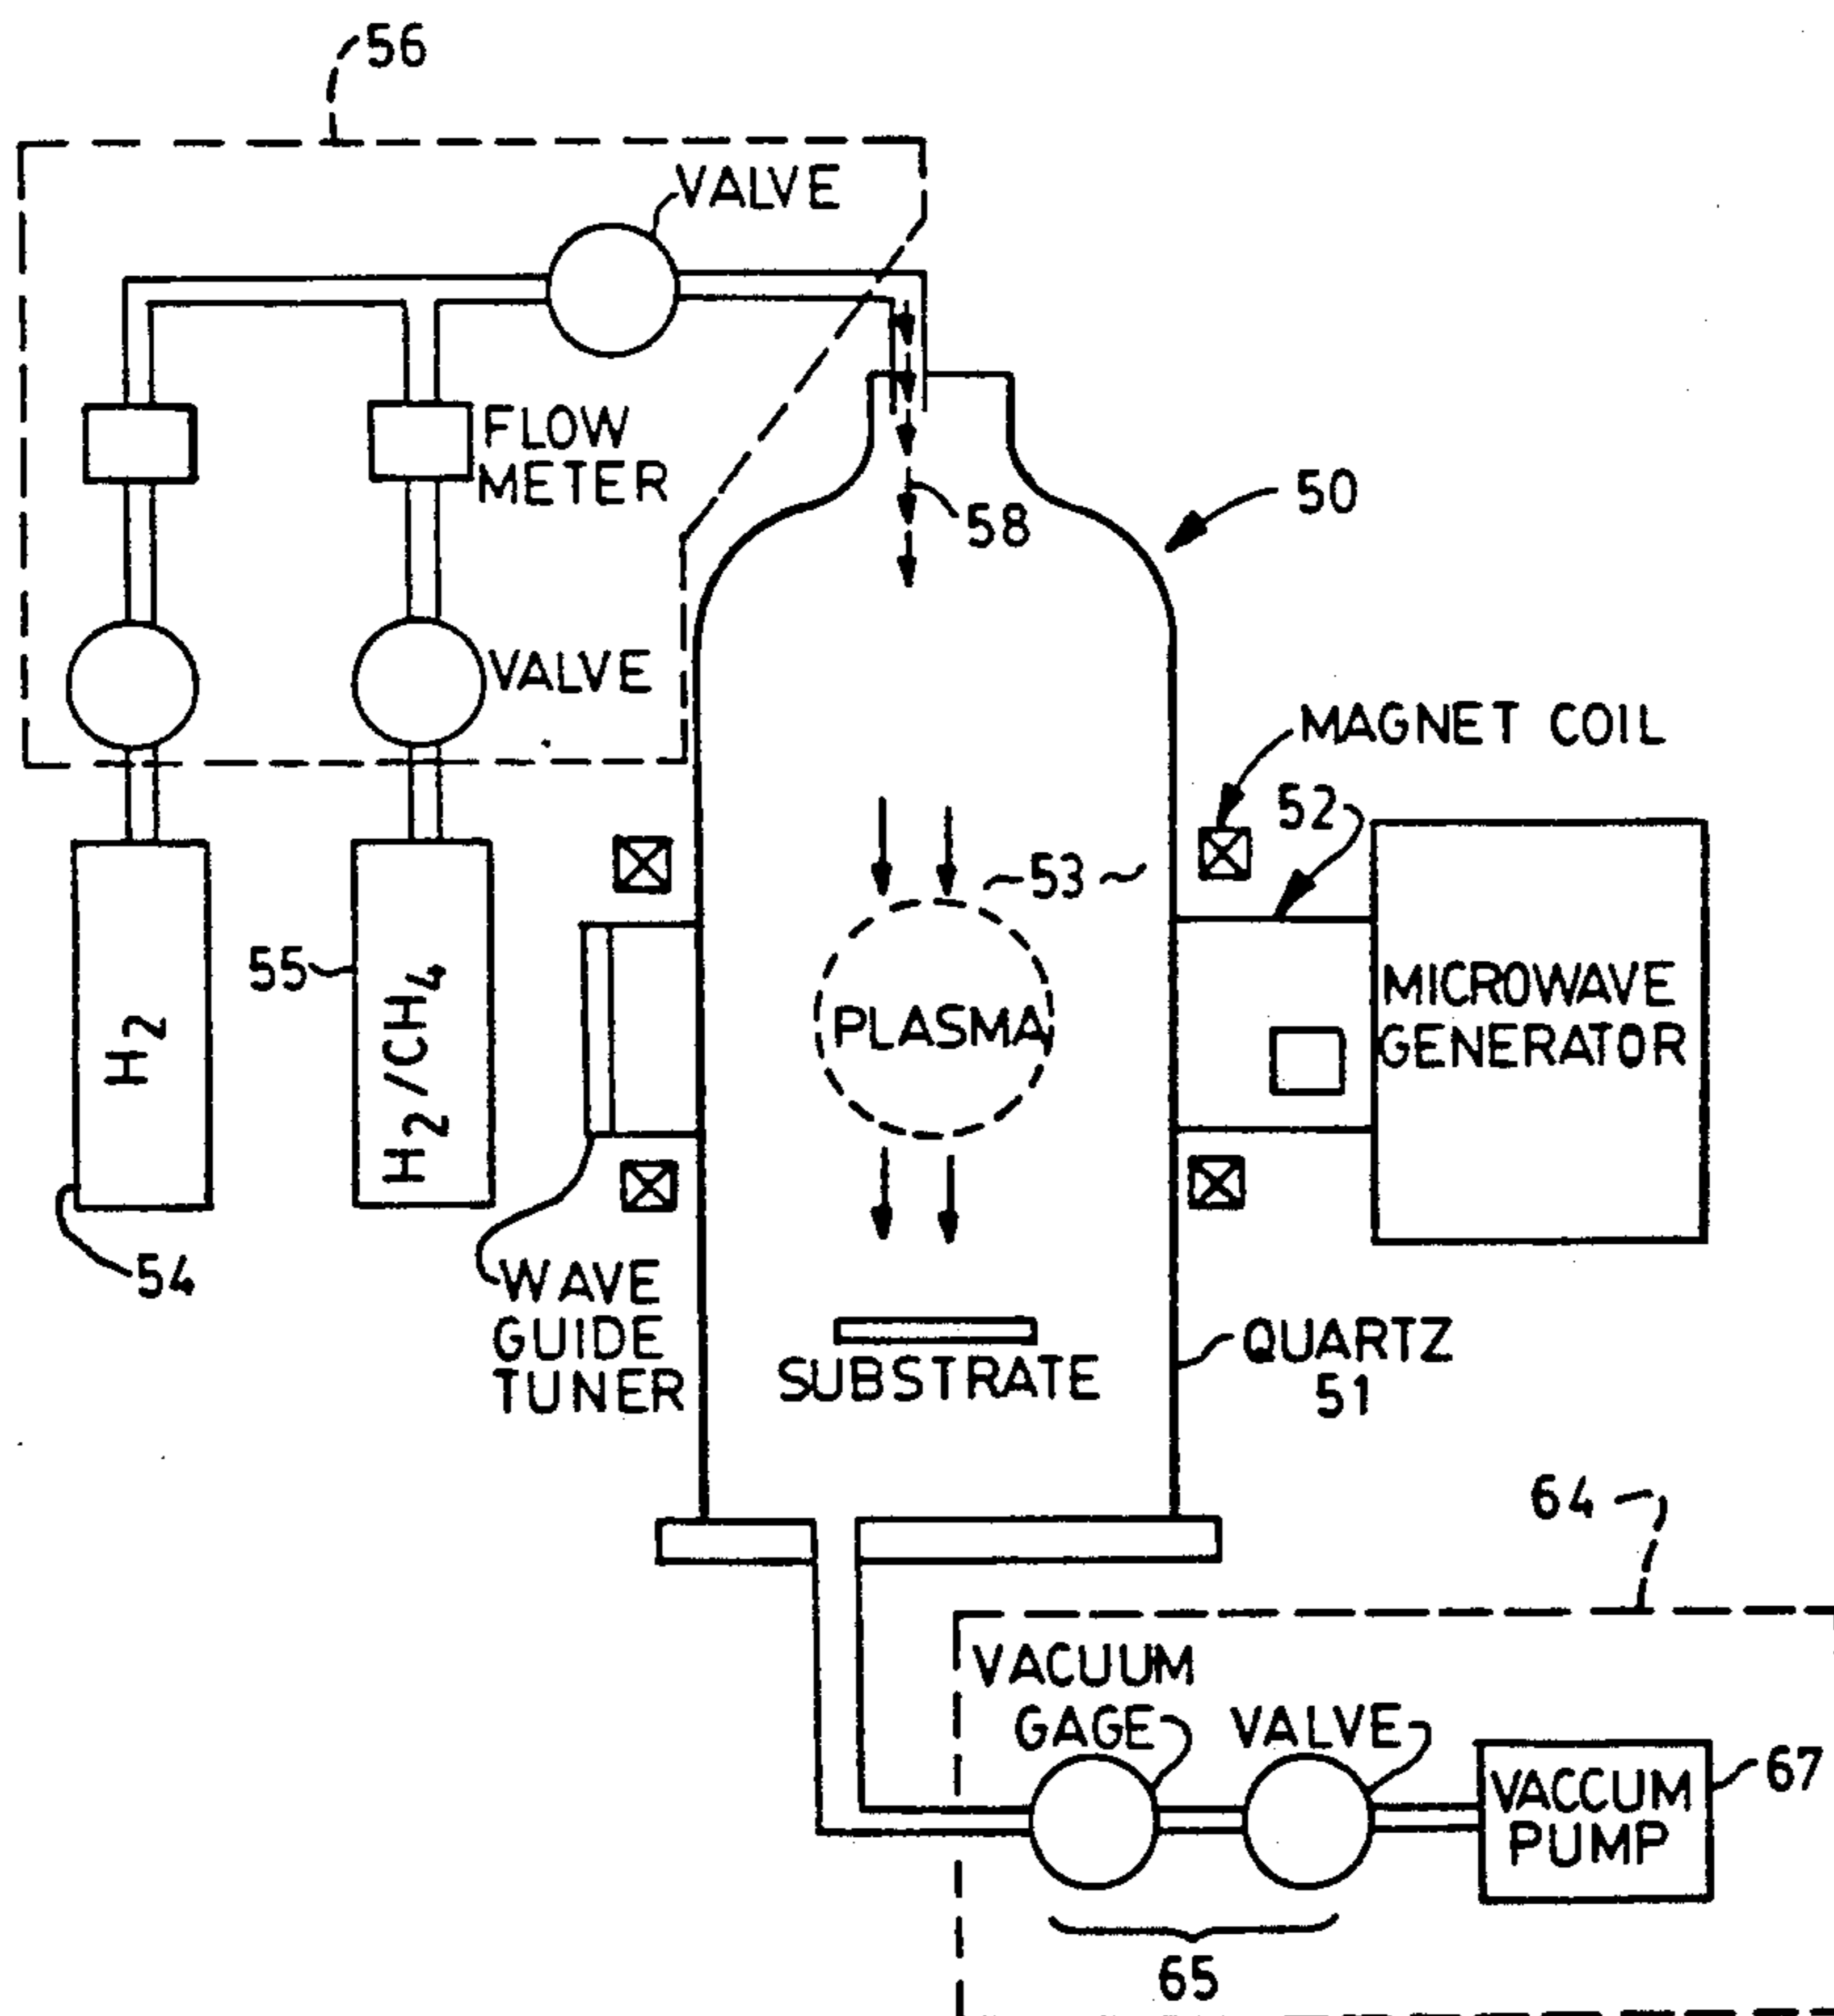 56
VALVE
FLOW
METER
58
50
VALVE
MAGNET COIL
52
53
55
H2
H2/CH4
PLASMA
MICROWAVE
GENERATOR
54
WAVE
GUIDE
TUNER
SUBSTRATE
QUARTZ
51
64
VACUUM
GAGE
VALVE
VACCUM
PUMP
67
65